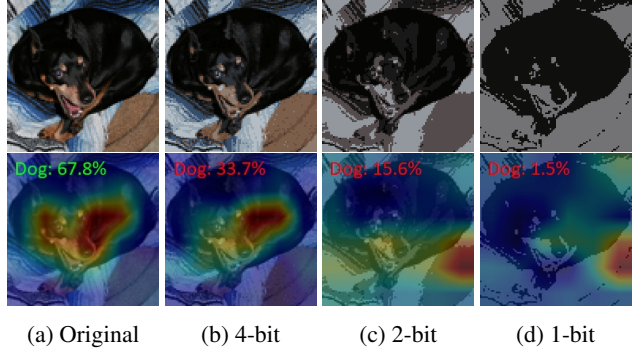 Dog: 67.8% Dog: 33.7% Dog: 15.6% Dog: 1.5%
(a) Original (b) 4-bit (c) 2-bit (d) 1-bit